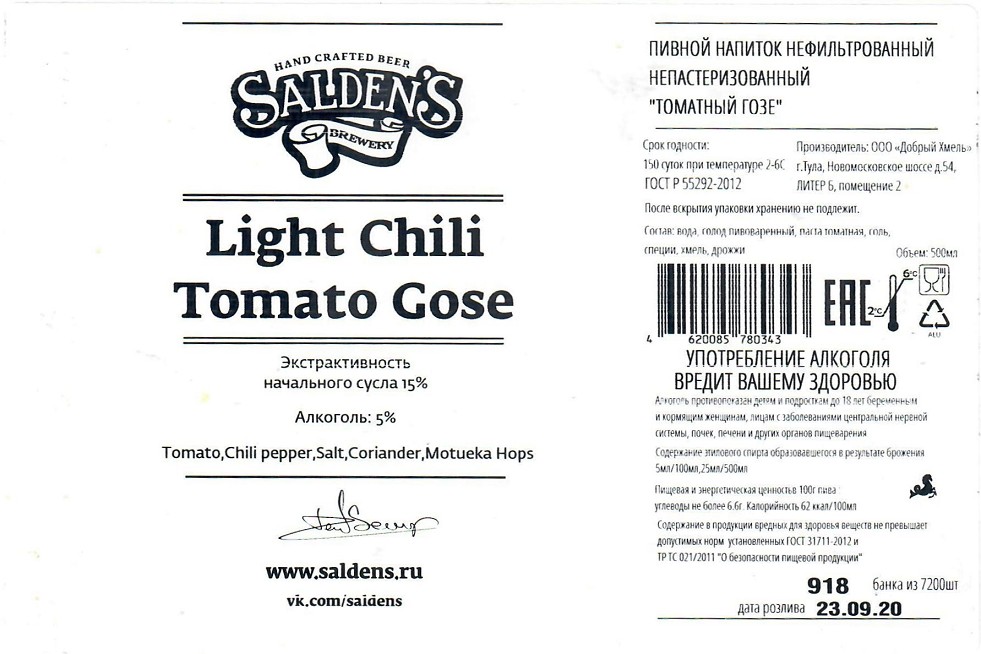 HAND CRAFTED BEER
SALDEN'S
BREWERY
Light Chili
Tomato Gose
Экстрактивность
начального сусла 15%
Алкоголь: 5%
Tomato,Chili pepper,Salt,Coriander,Motueka Hops
www.saldens.ru
vk.com/saldens
ПИВНОЙ НАПИТОК НЕФИЛЬТРОВАННЫЙ
НЕПАСТЕРИЗОВАННЫЙ
"ТОМАТНЫЙ ГОЗЕ"
Срок годности:
150 суток при температуре 2-6С
ГОСТ Р 55292-2012
Производитель: ООО «Добрый Хмель»
г.Тула, Новомосковское шоссе д.54,
ЛИТЕР Б, помещение 2
После вскрытия упаковки хранению не подлежит.
Состав: вода, солод пивоваренный, паста томатная, соль,
специи, хмель, дрожжи
Объем: 500мл
4 620085 780343
EAC
6°C
2°C
ALU
УПОТРЕБЛЕНИЕ АЛКОГОЛЯ
ВРЕДИТ ВАШЕМУ ЗДОРОВЬЮ
Алкоголь противопоказан детям и подросткам до 18 лет беременным
и кормящим женщинам, лицам с заболеваниями центральной нервной
системы, почек, печени и других органов пищеварения
Содержание этилового спирта образовавшегося в результате брожения
5мл/100мл,25мл/500мл
Пищевая и энергетическая ценностьв 100г пива:
углеводы не более 6.6г. Калорийность 62 ккал/100мл
Содержание в продукции вредных для здоровья веществ не превышает
допустимых норм установленных ГОСТ 31711-2012 и
ТР ТС 021/2011 "О безопасности пищевой продукции"
918 банка из 7200шт
дата розлива 23.09.20